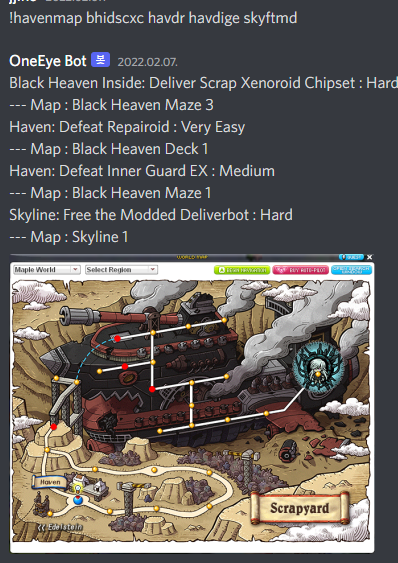 !havenmap bhidscxc havdr havdige skyftmd
OneEye Bot 봇 2022.02.07.
Black Heaven Inside: Deliver Scrap Xenoroid Chipset : Hard
--- Map : Black Heaven Maze 3
Haven: Defeat Repairoid : Very Easy
--- Map : Black Heaven Deck 1
Haven: Defeat Inner Guard EX : Medium
--- Map : Black Heaven Maze 1
Skyline: Free the Modded Deliverbot : Hard
--- Map : Skyline 1
WORLD MAP
Maple World Select Region
Haven
Scrapyard
<< Edelstein